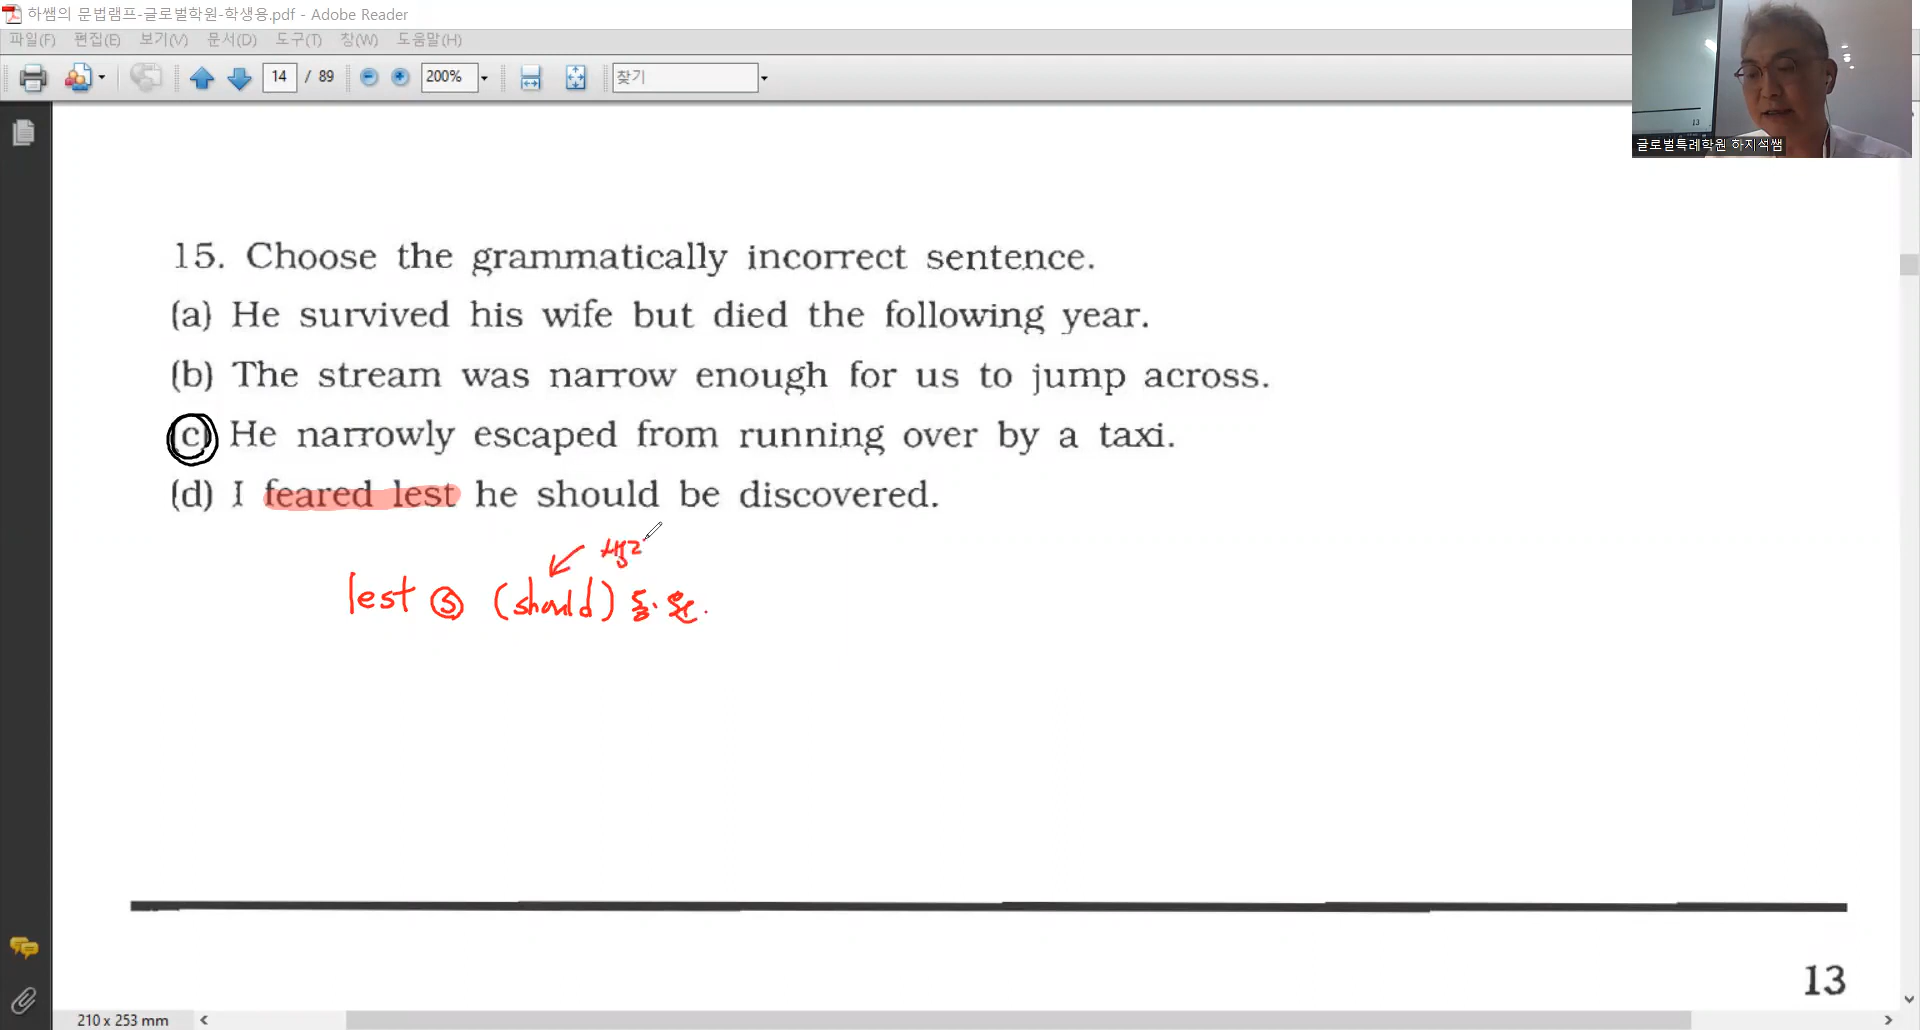 하쌤의 문법램프-글로벌학원-학생용.pdf - Adobe Reader
파일(F) 편집(E) 보기(V) 문서(D) 도구(T) 창(W) 도움말(H)
14 / 89 200% 찾기
13
글로벌특례학원 하지석쌤
15. Choose the grammatically incorrect sentence.
(a) He survived his wife but died the following year.
(b) The stream was narrow enough for us to jump across.
(c) He narrowly escaped from running over by a taxi.
(d) I feared lest he should be discovered.
lest ⓢ (should) 동.원.
13
210 x 253 mm